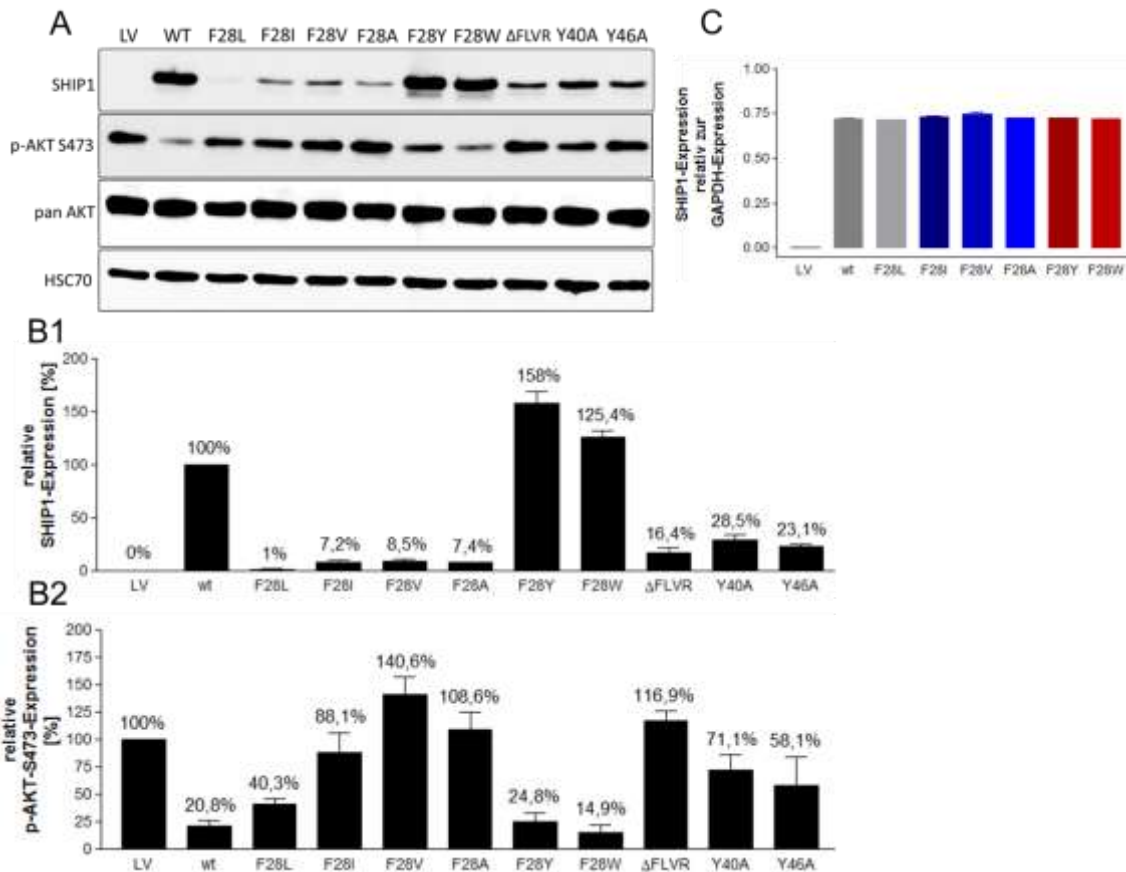 A
LV WT F28L F28I F28V F28A F28Y F28W ΔFLVR Y40A Y46A
SHIP1
p-AKT S473
pan AKT
HSC70
C
SHIP1-Expression
relativ zur
GAPDH-Expression
1.00
0.75
0.50
0.25
0.00
LV wt F28L F28I F28V F28A F28Y F28W
B1
relative
SHIP1-Expression [%]
200
150
100
50
0
0% 100% 1% 7,2% 8,5% 7,4% 158% 125,4% 16,4% 28,5% 23,1%
LV wt F28L F28I F28V F28A F28Y F28W ΔFLVR Y40A Y46A
B2
relative
p-AKT-S473-Expression
[%]
200
175
150
125
100
75
50
25
0
100% 20,8% 40,3% 88,1% 140,6% 108,6% 24,8% 14,9% 116,9% 71,1% 58,1%
LV wt F28L F28I F28V F28A F28Y F28W ΔFLVR Y40A Y46A